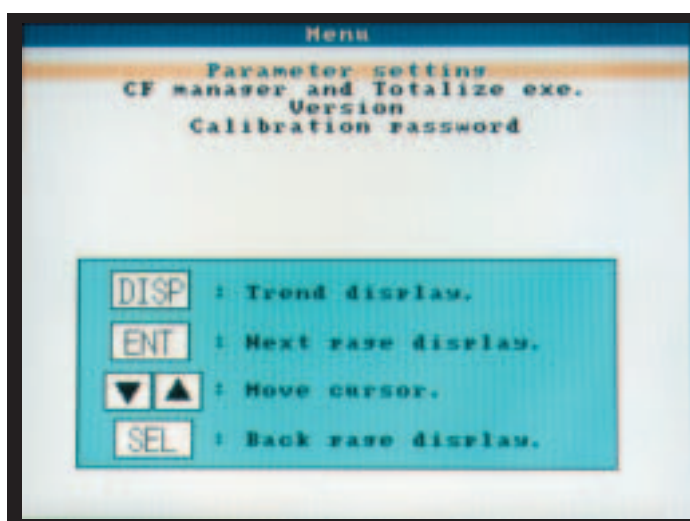 Menu
Parameter setting
CF manager and Totalize exe.
Version
Calibration password
DISP : Trend display.
ENT : Next page display.
▼ ▲ : Move cursor.
SEL : Back page display.